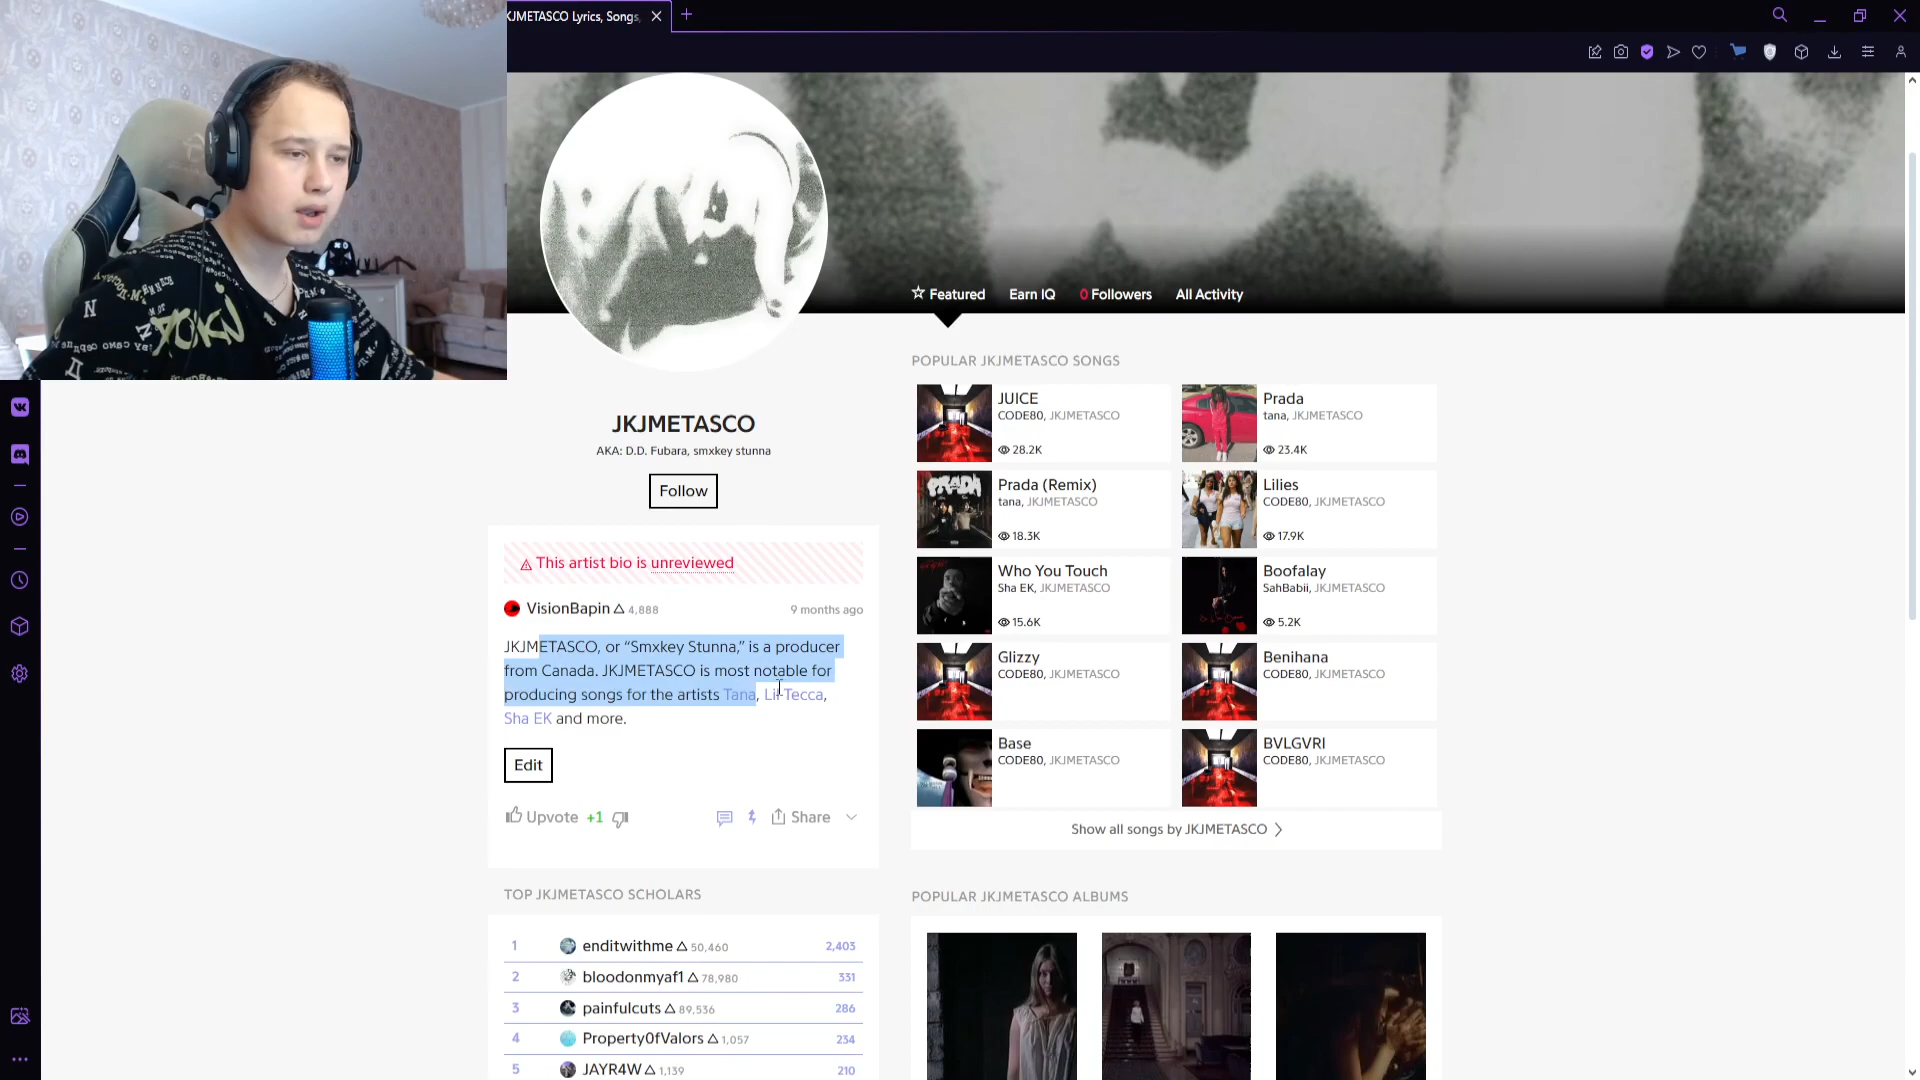 KJMETASCO Lyrics, Songs,
Featured
Earn IQ
0 Followers
All Activity
JKJMETASCO
AKA: D.D. Fubara, smxkey stunna
Follow
This artist bio is unreviewed
VisionBapin 4,888
9 months ago
JKJMETASCO, or “Smxkey Stunna,” is a producer
from Canada. JKJMETASCO is most notable for
producing songs for the artists Tana, Lil Tecca,
Sha EK and more.
Edit
Upvote +1
Share
TOP JKJMETASCO SCHOLARS
1 enditwithme 50,460 2,403
2 bloodonmyaf1 78,980 331
3 painfulcuts 89,536 286
4 Property0fValors 1,057 234
5 JAYR4W 1,139 210
POPULAR JKJMETASCO SONGS
JUICE
CODE80, JKJMETASCO
28.2K
Prada
tana, JKJMETASCO
23.4K
PRADA
Prada (Remix)
tana, JKJMETASCO
18.3K
Lilies
CODE80, JKJMETASCO
17.9K
Who You Touch
Sha EK, JKJMETASCO
15.6K
Boofalay
SahBabii, JKJMETASCO
5.2K
Glizzy
CODE80, JKJMETASCO
Benihana
CODE80, JKJMETASCO
Base
CODE80, JKJMETASCO
BVLGVRI
CODE80, JKJMETASCO
Show all songs by JKJMETASCO
POPULAR JKJMETASCO ALBUMS